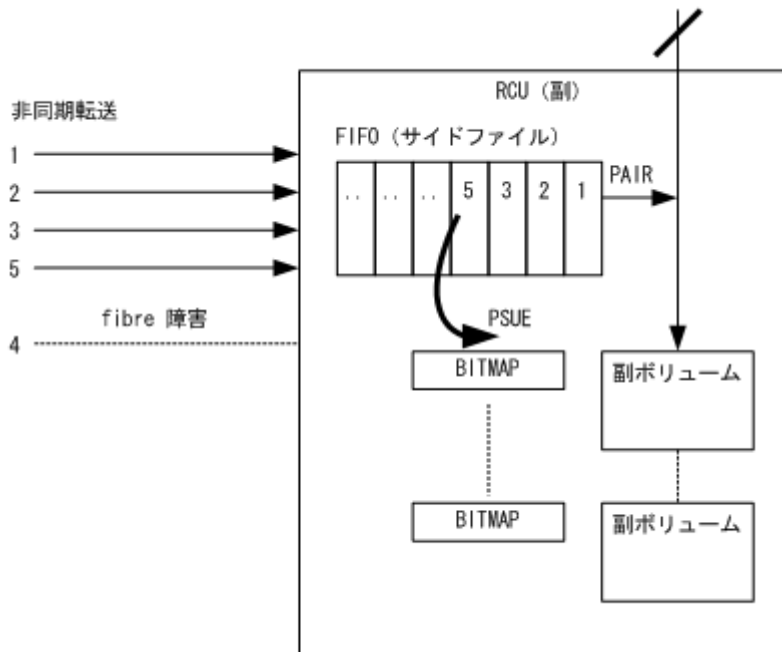 RCU（副）
非同期転送
FIFO（サイドファイル）
1
2
3
5
fibre 障害
4
.. .. .. 5 3 2 1
PAIR
PSUE
BITMAP
BITMAP
副ボリューム
副ボリューム